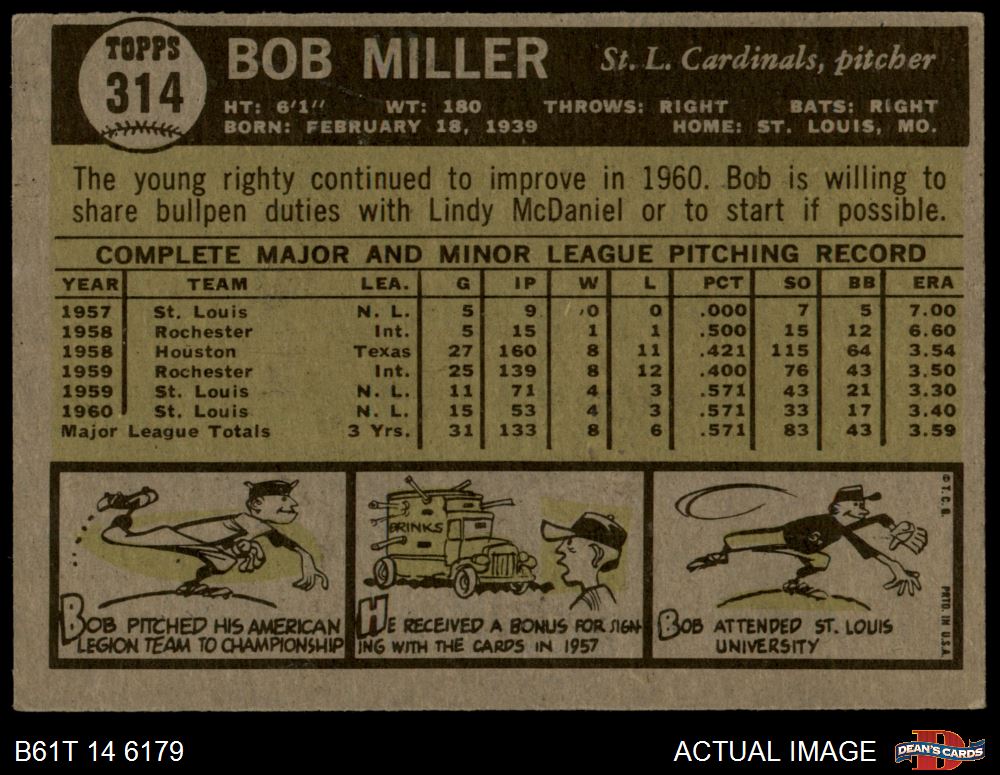 TOPPS
314
BOB MILLER St. L. Cardinals, pitcher
HT: 6'1" WT: 180 THROWS: RIGHT BATS: RIGHT
BORN: FEBRUARY 18, 1939 HOME: ST. LOUIS, MO.
The young righty continued to improve in 1960. Bob is willing to
share bullpen duties with Lindy McDaniel or to start if possible.
COMPLETE MAJOR AND MINOR LEAGUE PITCHING RECORD
YEAR TEAM LEA. G IP W L PCT SO BB ERA
1957 St. Louis N. L. 5 9 0 0 .000 7 5 7.00
1958 Rochester Int. 5 15 1 1 .500 15 12 6.60
1958 Houston Texas 27 160 8 11 .421 115 64 3.54
1959 Rochester Int. 25 139 8 12 .400 76 43 3.50
1959 St. Louis N. L. 11 71 4 3 .571 43 21 3.30
1960 St. Louis N. L. 15 53 4 3 .571 33 17 3.40
Major League Totals 3 Yrs. 31 133 8 6 .571 83 43 3.59
BOB PITCHED HIS AMERICAN
LEGION TEAM TO CHAMPIONSHIP
DRINKS
HE RECEIVED A BONUS FOR SIGN-
ING WITH THE CARDS IN 1957
S
BOB ATTENDED ST. LOUIS
UNIVERSITY
© T. C. G.
PRTD. IN U.S.A.
B61T 14 6179
ACTUAL IMAGE
D
DEAN'S CARDS